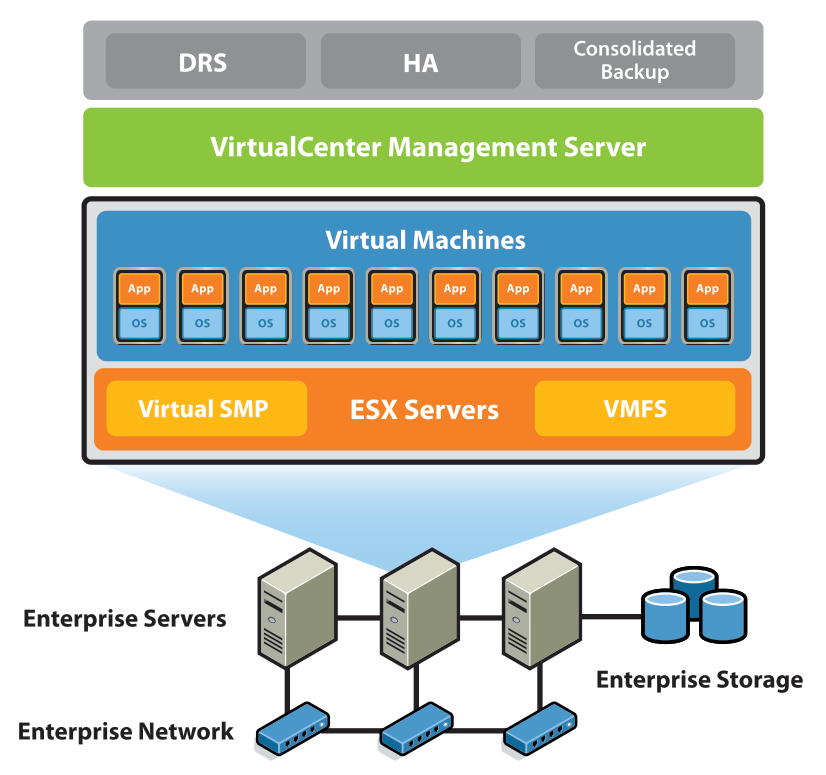 DRS
HA
Consolidated
Backup
VirtualCenter Management Server
Virtual Machines
App App App App App App App App App App
OS OS OS OS OS OS OS OS OS OS
Virtual SMP
ESX Servers
VMFS
Enterprise Servers
Enterprise Storage
Enterprise Network